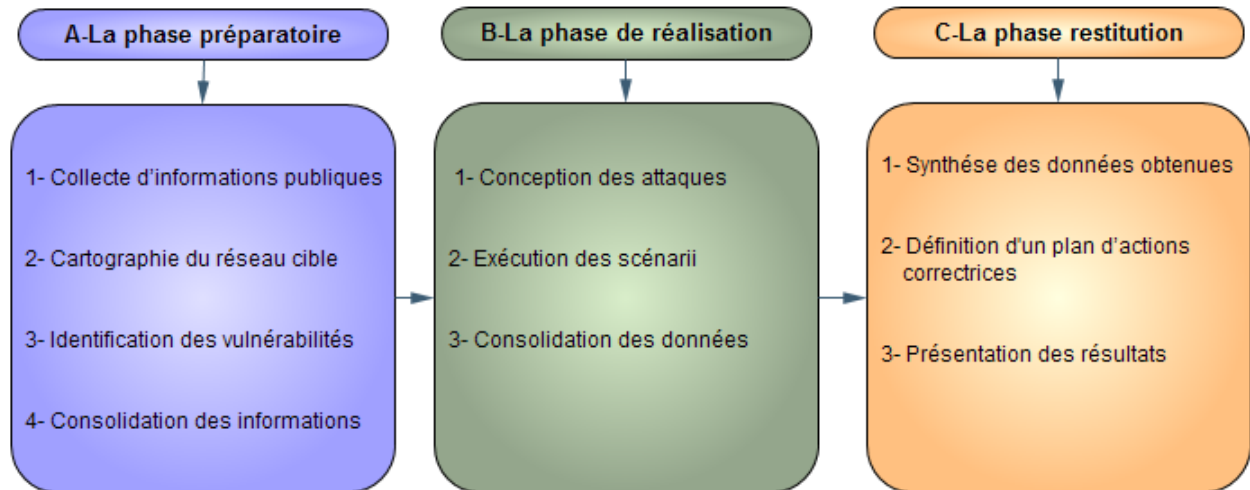 A-La phase préparatoire
1- Collecte d'informations publiques
2- Cartographie du réseau cible
3- Identification des vulnérabilités
4- Consolidation des informations
B-La phase de réalisation
1- Conception des attaques
2- Exécution des scénarii
3- Consolidation des données
C-La phase restitution
1- Synthése des données obtenues
2- Définition d'un plan d'actions
correctrices
3- Présentation des résultats